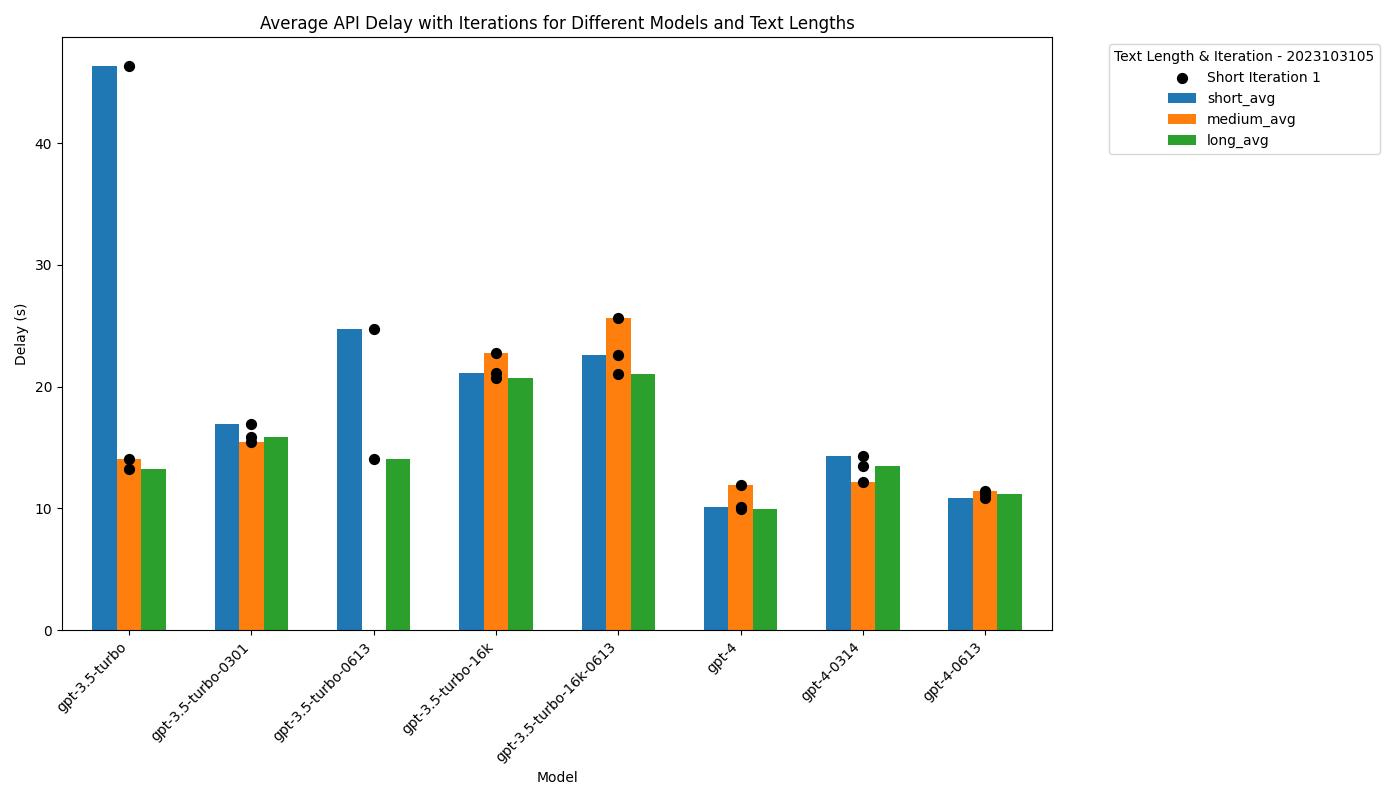 Average API Delay with Iterations for Different Models and Text Lengths
Text Length & Iteration - 2023103105
Short Iteration 1
short_avg
medium_avg
long_avg
Delay (s)
40
30
20
10
0
gpt-3.5-turbo
gpt-3.5-turbo-0301
gpt-3.5-turbo-0613
gpt-3.5-turbo-16k
gpt-3.5-turbo-16k-0613
gpt-4
gpt-4-0314
gpt-4-0613
Model